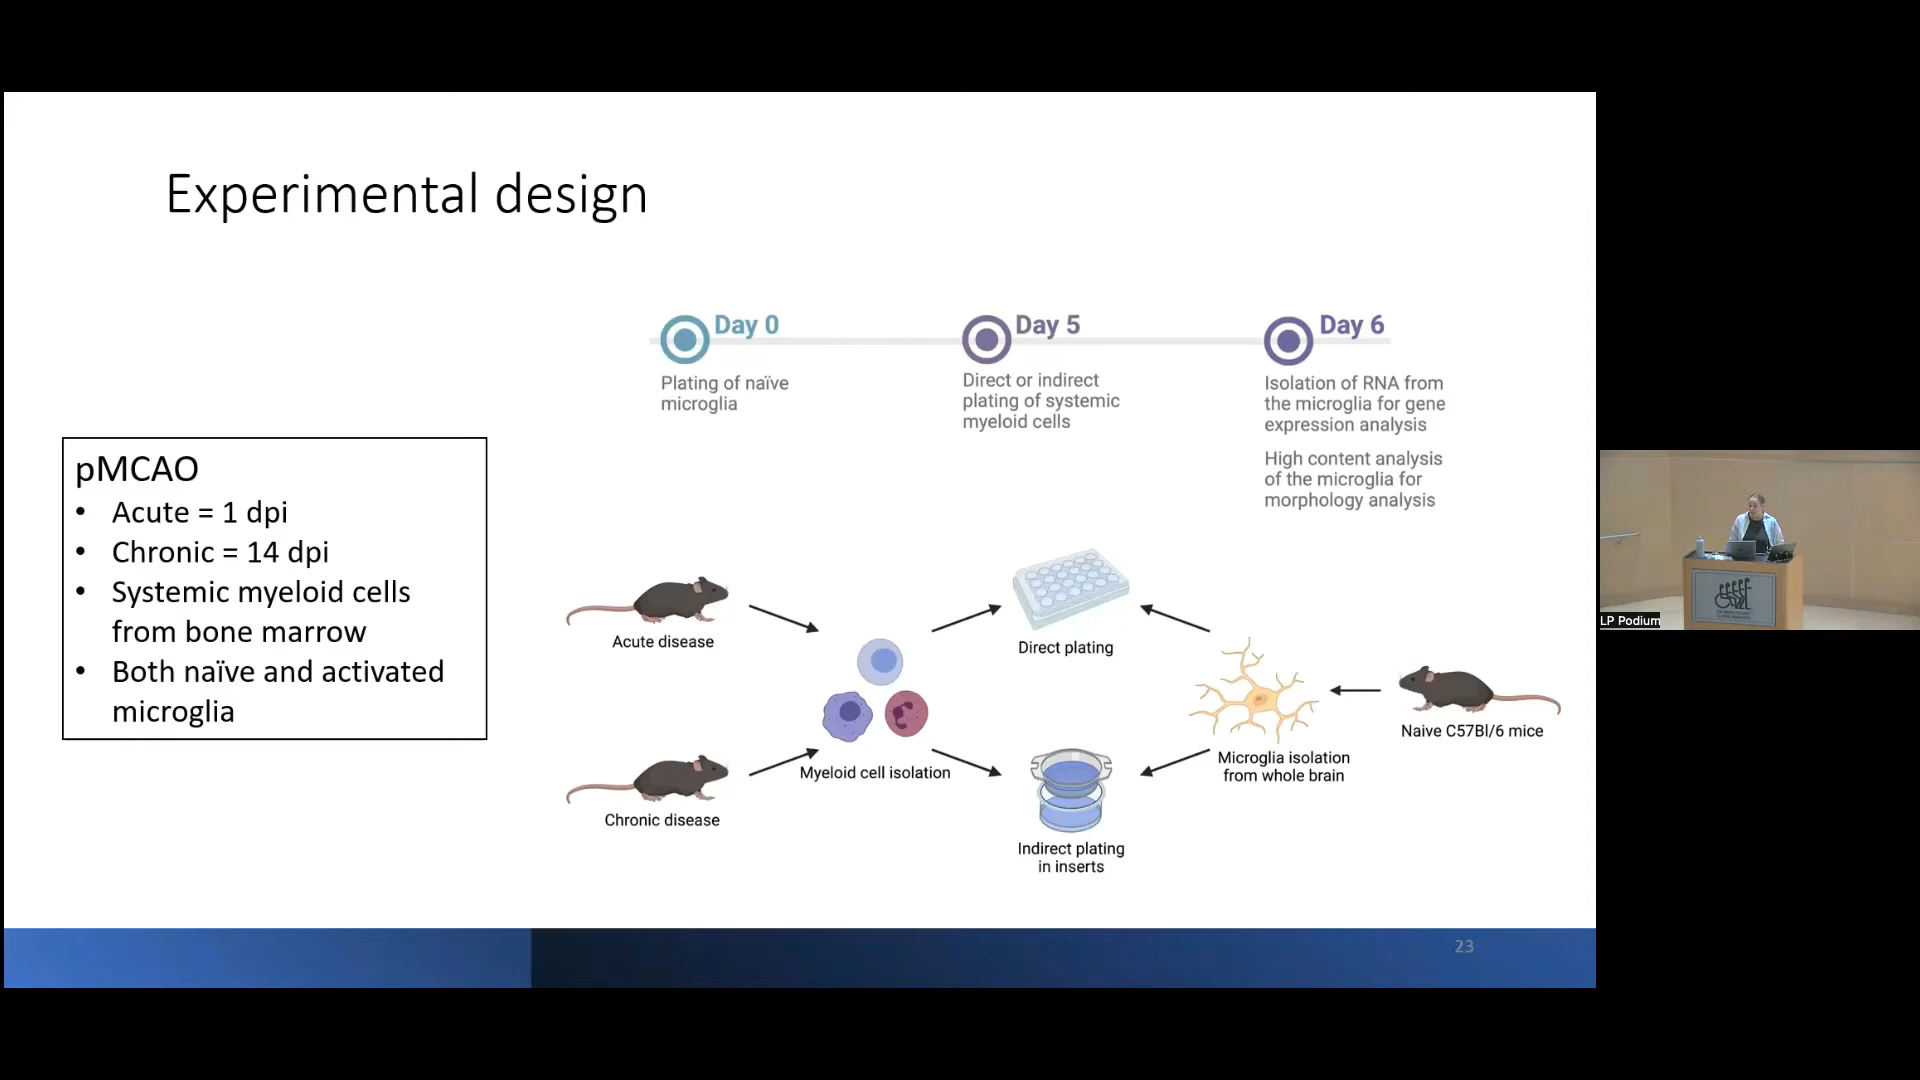 Experimental design
Day 0
Plating of naïve
microglia
Day 5
Direct or indirect
plating of systemic
myeloid cells
Day 6
Isolation of RNA from
the microglia for gene
expression analysis
High content analysis
of the microglia for
morphology analysis
pMCAO
• Acute = 1 dpi
• Chronic = 14 dpi
• Systemic myeloid cells
from bone marrow
• Both naïve and activated
microglia
Acute disease
Chronic disease
Myeloid cell isolation
Direct plating
Indirect plating
in inserts
Microglia isolation
from whole brain
Naive C57Bl/6 mice
23
LP Podium